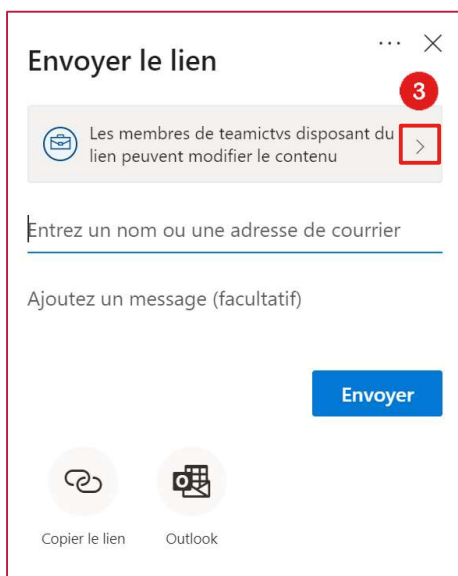 Envoyer le lien
3
Les membres de teamictvs disposant du
lien peuvent modifier le contenu
Entrez un nom ou une adresse de courrier
Ajoutez un message (facultatif)
Envoyer
Copier le lien
Outlook